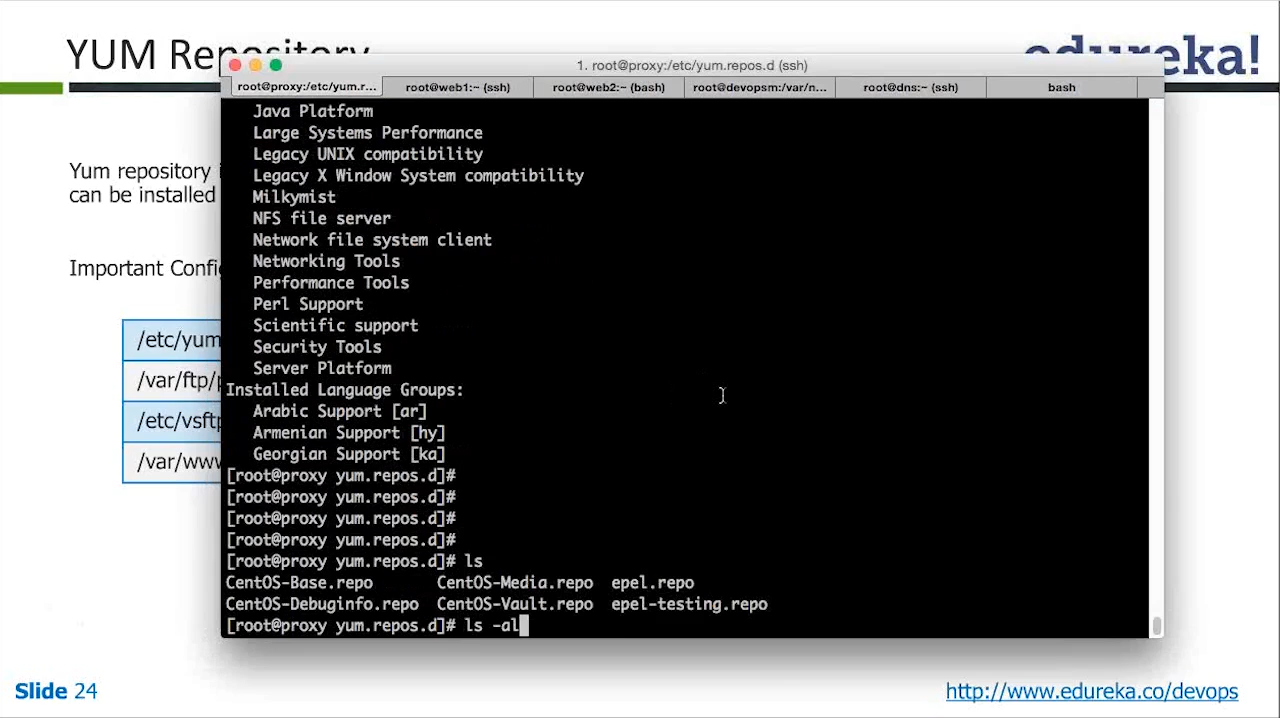 YUM Repository
edureka!
1. root@proxy:/etc/yum.repos.d (ssh)
root@proxy:/etc/yum.r... root@web1:~ (ssh) root@web2:~ (bash) root@devopsm:/var/n... root@dns:~ (ssh) bash
Yum repository
can be installed
Important Config
/etc/yum
/var/ftp/p
/etc/vsftp
/var/www
Java Platform
Large Systems Performance
Legacy UNIX compatibility
Legacy X Window System compatibility
Milkymist
NFS file server
Network file system client
Networking Tools
Performance Tools
Perl Support
Scientific support
Security Tools
Server Platform
Installed Language Groups:
Arabic Support [ar]
Armenian Support [hy]
Georgian Support [ka]
[root@proxy yum.repos.d]#
[root@proxy yum.repos.d]#
[root@proxy yum.repos.d]#
[root@proxy yum.repos.d]#
[root@proxy yum.repos.d]# ls
CentOS-Base.repo CentOS-Media.repo epel.repo
CentOS-Debuginfo.repo CentOS-Vault.repo epel-testing.repo
[root@proxy yum.repos.d]# ls -al
Slide 24
http://www.edureka.co/devops